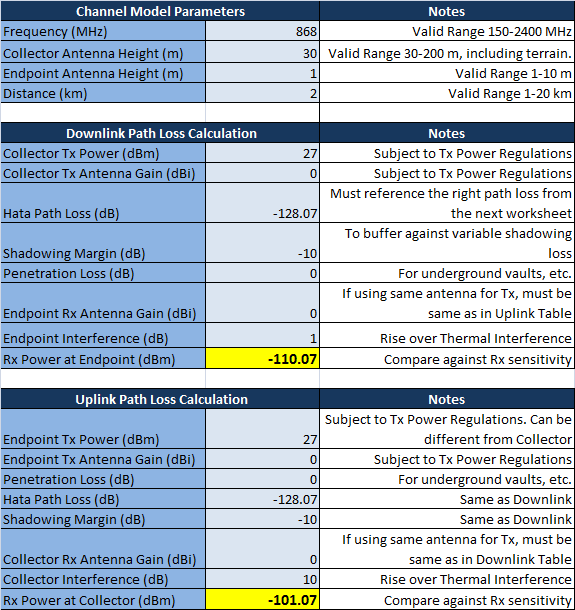 Channel Model Parameters Notes
Frequency (MHz) 868 Valid Range 150-2400 MHz
Collector Antenna Height (m) 30 Valid Range 30-200 m, including terrain.
Endpoint Antenna Height (m) 1 Valid Range 1-10 m
Distance (km) 2 Valid Range 1-20 km
Downlink Path Loss Calculation Notes
Collector Tx Power (dBm) 27 Subject to Tx Power Regulations
Collector Tx Antenna Gain (dBi) 0 Subject to Tx Power Regulations
Must reference the right path loss from
Hata Path Loss (dB) -128.07 the next worksheet
To buffer against variable shadowing
Shadowing Margin (dB) -10 loss
Penetration Loss (dB) 0 For underground vaults, etc.
If using same antenna for Tx, must be
Endpoint Rx Antenna Gain (dBi) 0 same as in Uplink Table
Endpoint Interference (dB) 1 Rise over Thermal Interference
Rx Power at Endpoint (dBm) -110.07 Compare against Rx sensitivity
Uplink Path Loss Calculation Notes
Subject to Tx Power Regulations. Can be
Endpoint Tx Power (dBm) 27 different from Collector
Endpoint Tx Antenna Gain (dBi) 0 Subject to Tx Power Regulations
Penetration Loss (dB) 0 For underground vaults, etc.
Hata Path Loss (dB) -128.07 Same as Downlink
Shadowing Margin (dB) -10 Same as Downlink
If using same antenna for Tx, must be
Collector Rx Antenna Gain (dBi) 0 same as in Downlink Table
Collector Interference (dB) 10 Rise over Thermal Interference
Rx Power at Collector (dBm) -101.07 Compare against Rx sensitivity